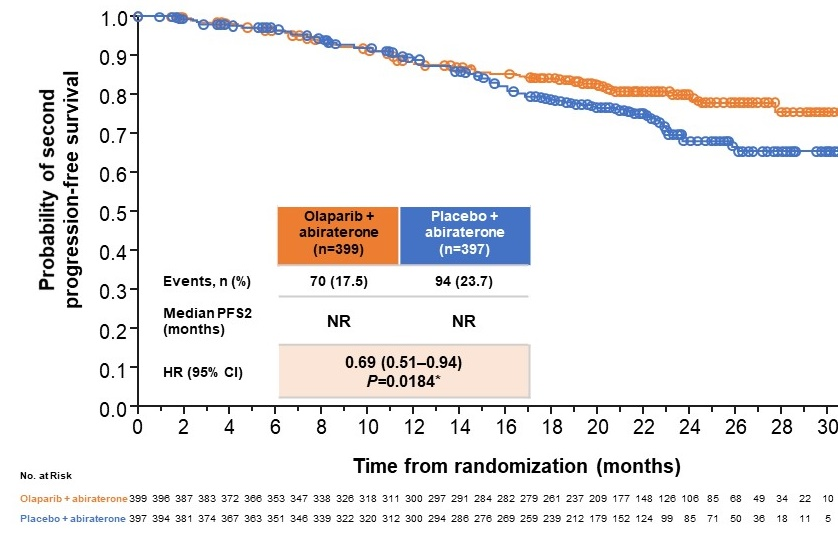 Probability of second
progression-free survival
1.0
0.9
0.8
0.7
0.6
0.5
0.4
0.3
0.2
0.1
0.0
Olaparib + abiraterone (n=399)
Placebo + abiraterone (n=397)
Events, n (%) 70 (17.5) 94 (23.7)
Median PFS2 (months) NR NR
HR (95% CI) 0.69 (0.51–0.94)
P=0.0184*
0 2 4 6 8 10 12 14 16 18 20 22 24 26 28 30
Time from randomization (months)
No. at Risk
Olaparib + abiraterone 399 396 387 383 372 366 353 347 338 326 318 311 300 297 291 284 282 279 261 237 209 177 148 126 106 85 68 49 34 22 10
Placebo + abiraterone 397 394 381 374 367 363 351 346 339 322 320 312 300 294 286 276 269 259 239 212 179 152 124 99 85 71 50 36 18 11 5